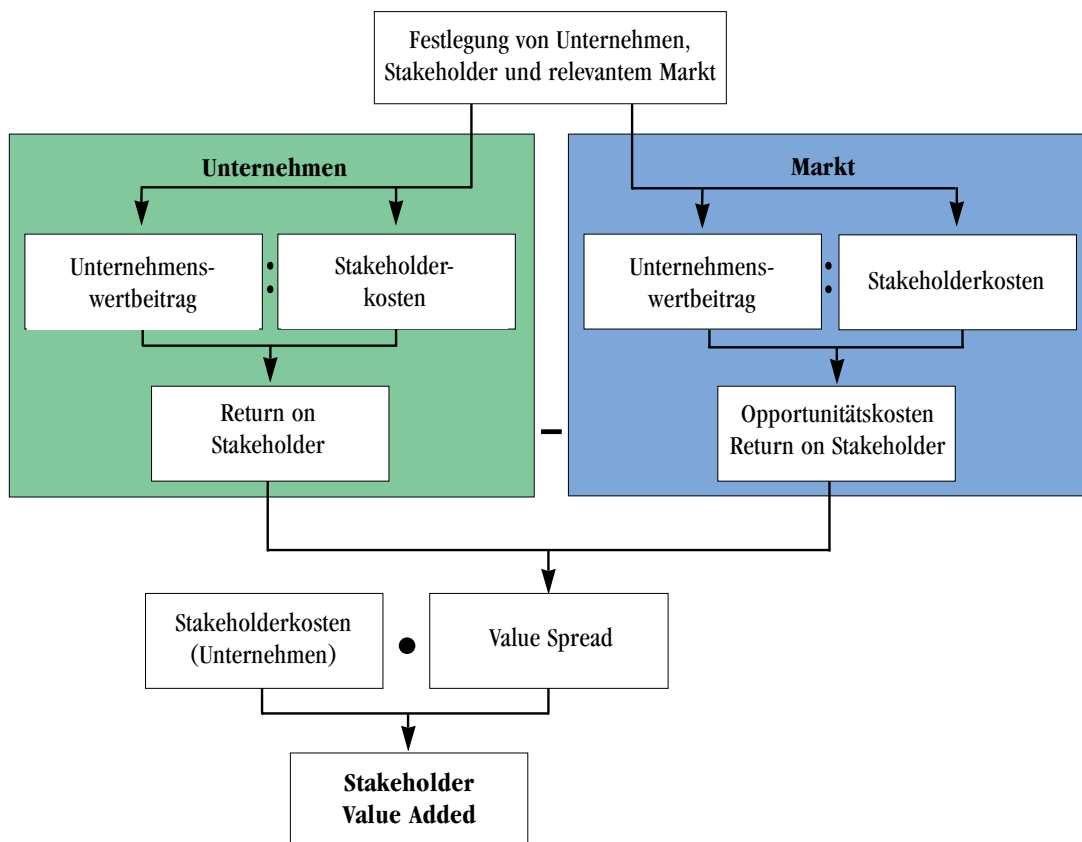 Festlegung von Unternehmen,
Stakeholder und relevantem Markt
Unternehmen
Unternehmens-
wertbeitrag
:
Stakeholder-
kosten
Return on
Stakeholder
–
Markt
Unternehmens-
wertbeitrag
:
Stakeholderkosten
Opportunitätskosten
Return on Stakeholder
Stakeholderkosten
(Unternehmen)
•
Value Spread
Stakeholder
Value Added